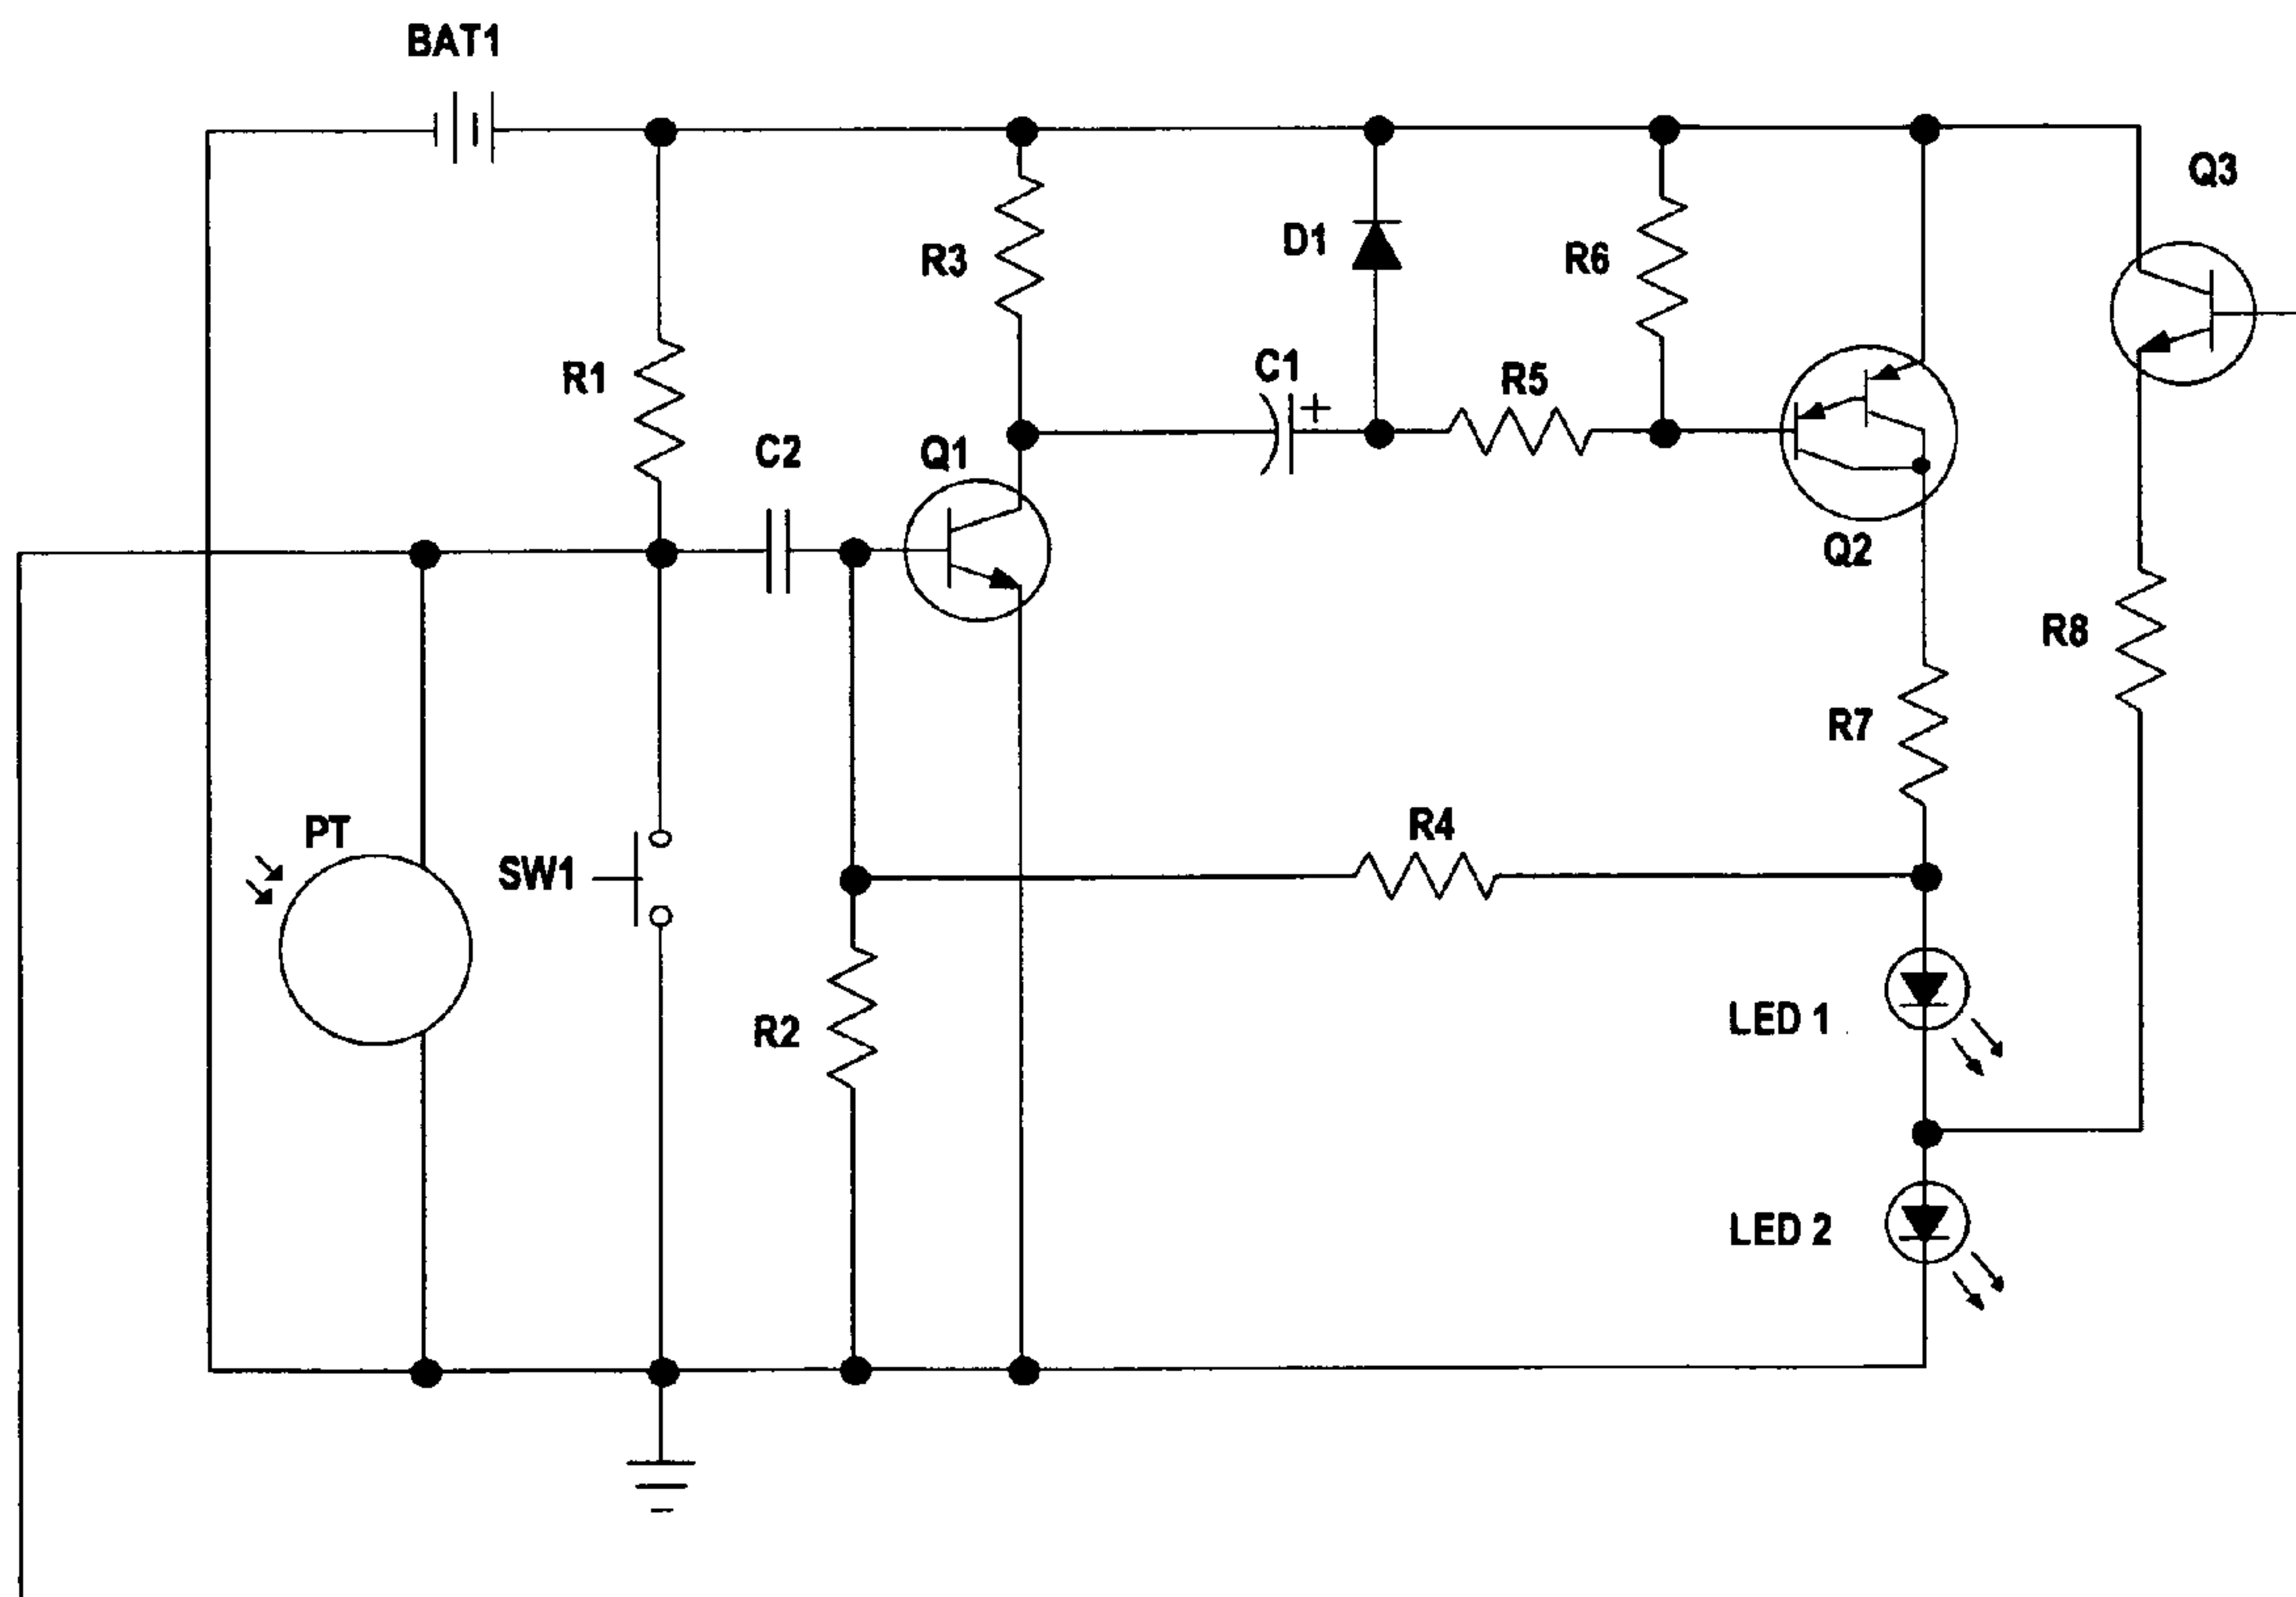 BAT1
Q3
D1
R3
R6
R1
C1
R5
C2
Q1
+
Q2
R8
R7
PT
R4
SW1
LED 1
R2
LED 2